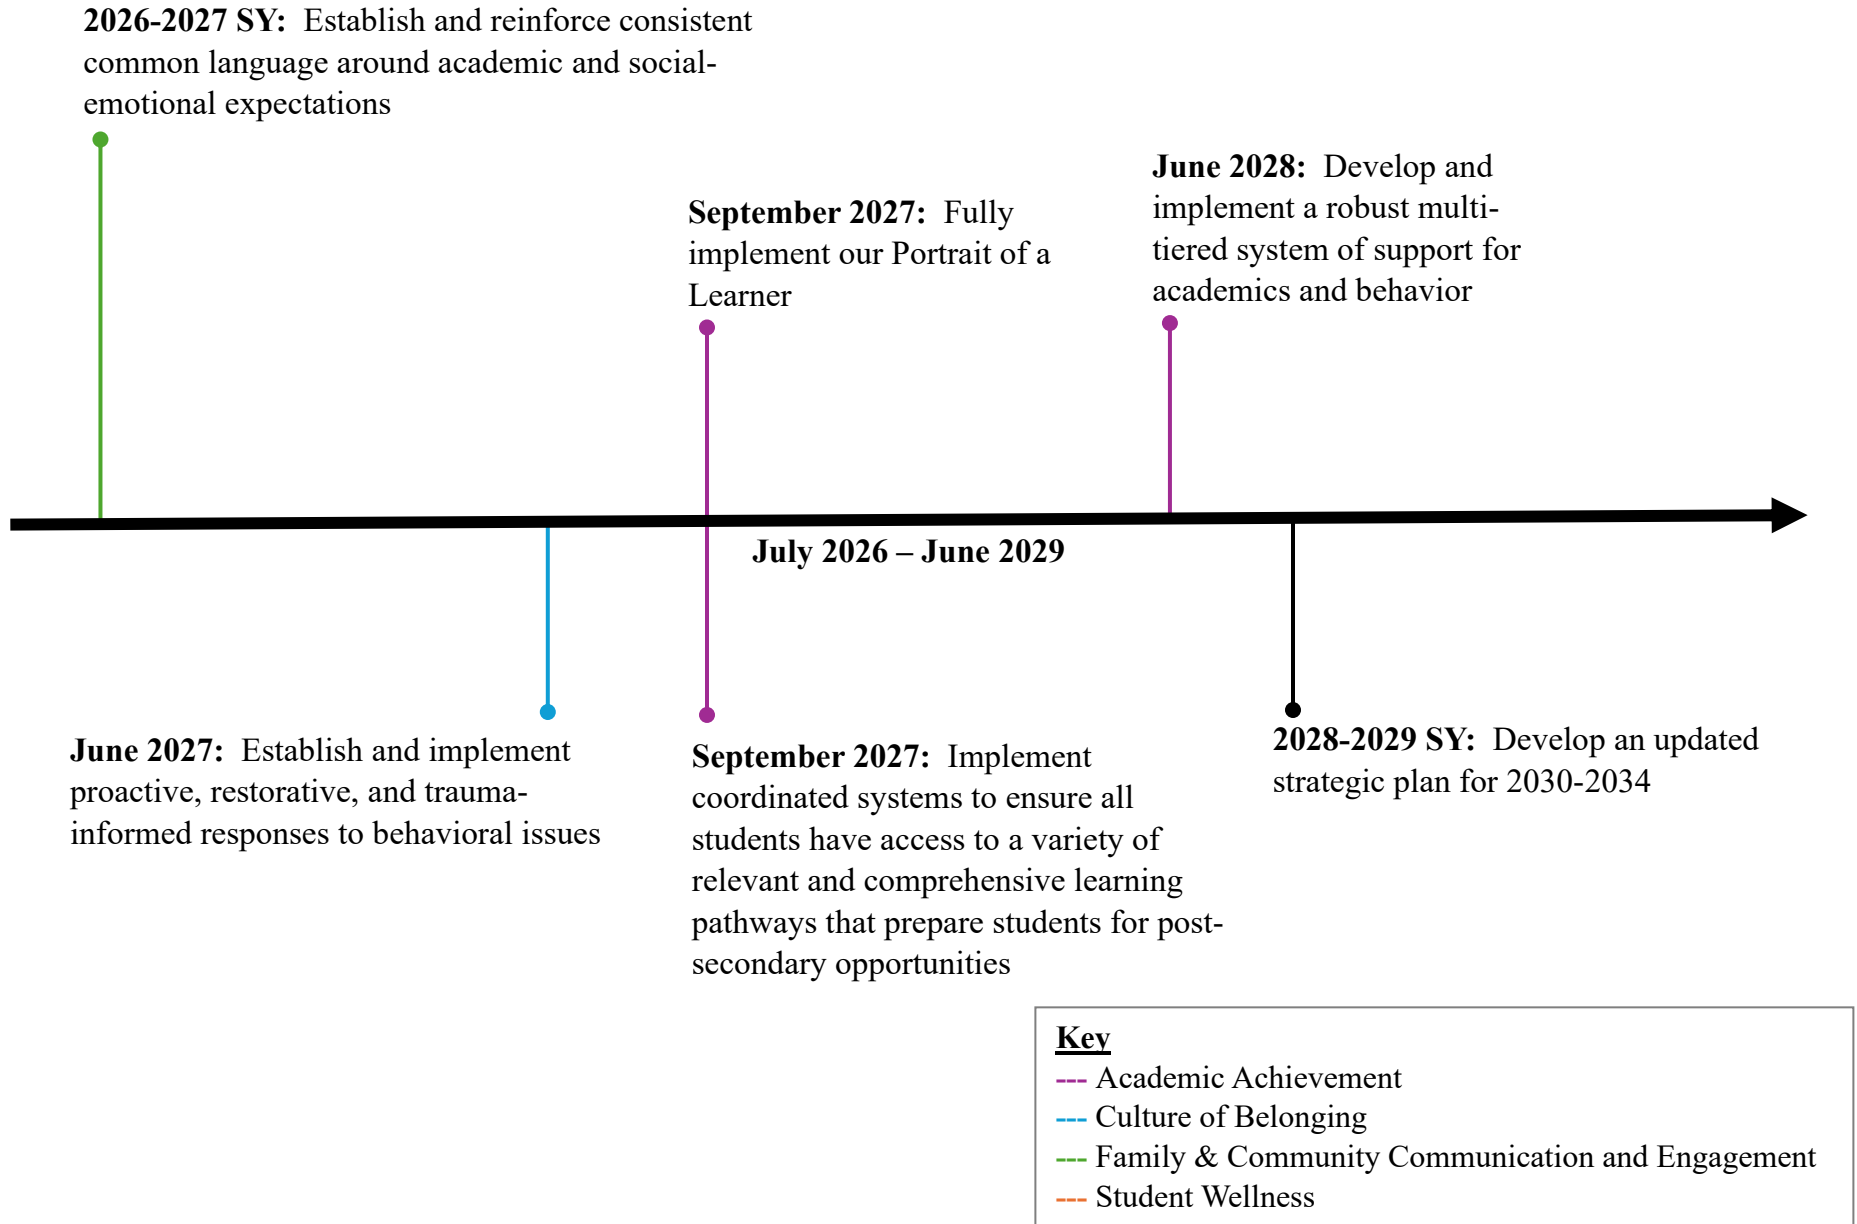 2026-2027 SY:  Establish and reinforce consistent
common language around academic and social-
emotional expectations
September 2027:  Fully
implement our Portrait of a
Learner
June 2028:  Develop and
implement a robust multi-
tiered system of support for
academics and behavior
July 2026 – June 2029
June 2027:  Establish and implement
proactive, restorative, and trauma-
informed responses to behavioral issues
September 2027:  Implement
coordinated systems to ensure all
students have access to a variety of
relevant and comprehensive learning
pathways that prepare students for post-
secondary opportunities
2028-2029 SY:  Develop an updated
strategic plan for 2030-2034
Key
--- Academic Achievement
--- Culture of Belonging
--- Family & Community Communication and Engagement
--- Student Wellness